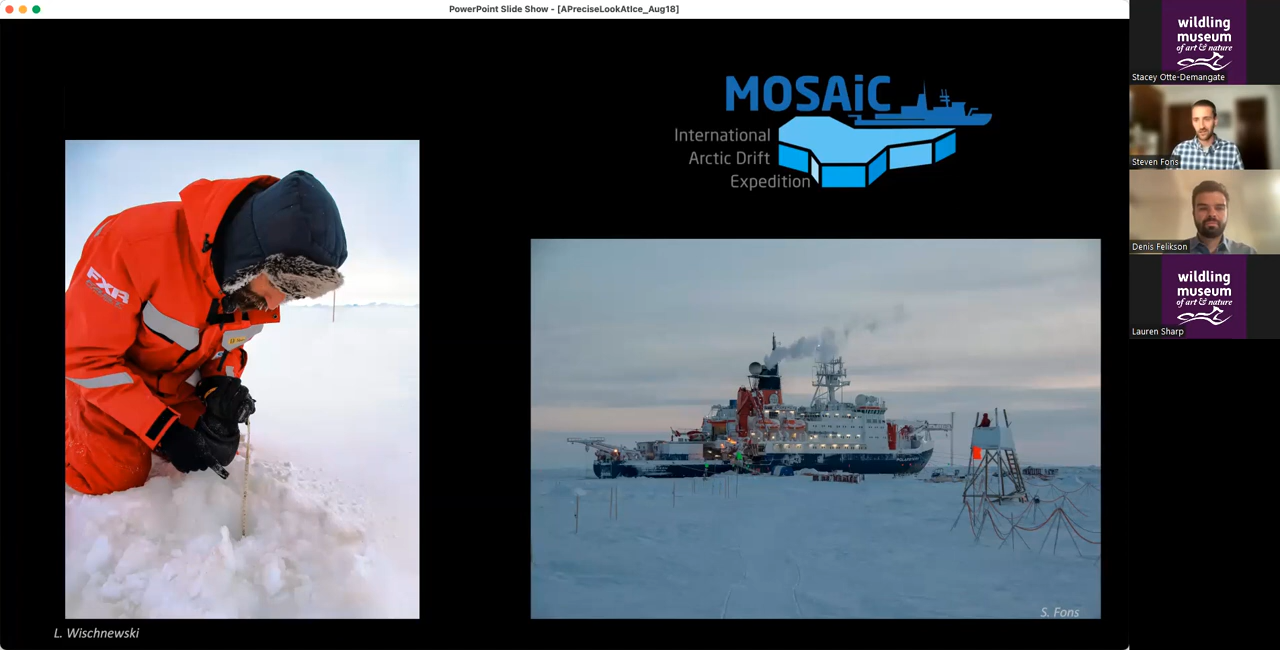 PowerPoint Slide Show - [APreciseLookAtIce_Aug18]
MOSAiC
International
Arctic Drift
Expedition
FXA
S. Fons
L. Wischnewski
wildling
museum
of art & nature
Stacey Otte-Demangate
Steven Fons
Denis Felikson
wildling
museum
of art & nature
Lauren Sharp